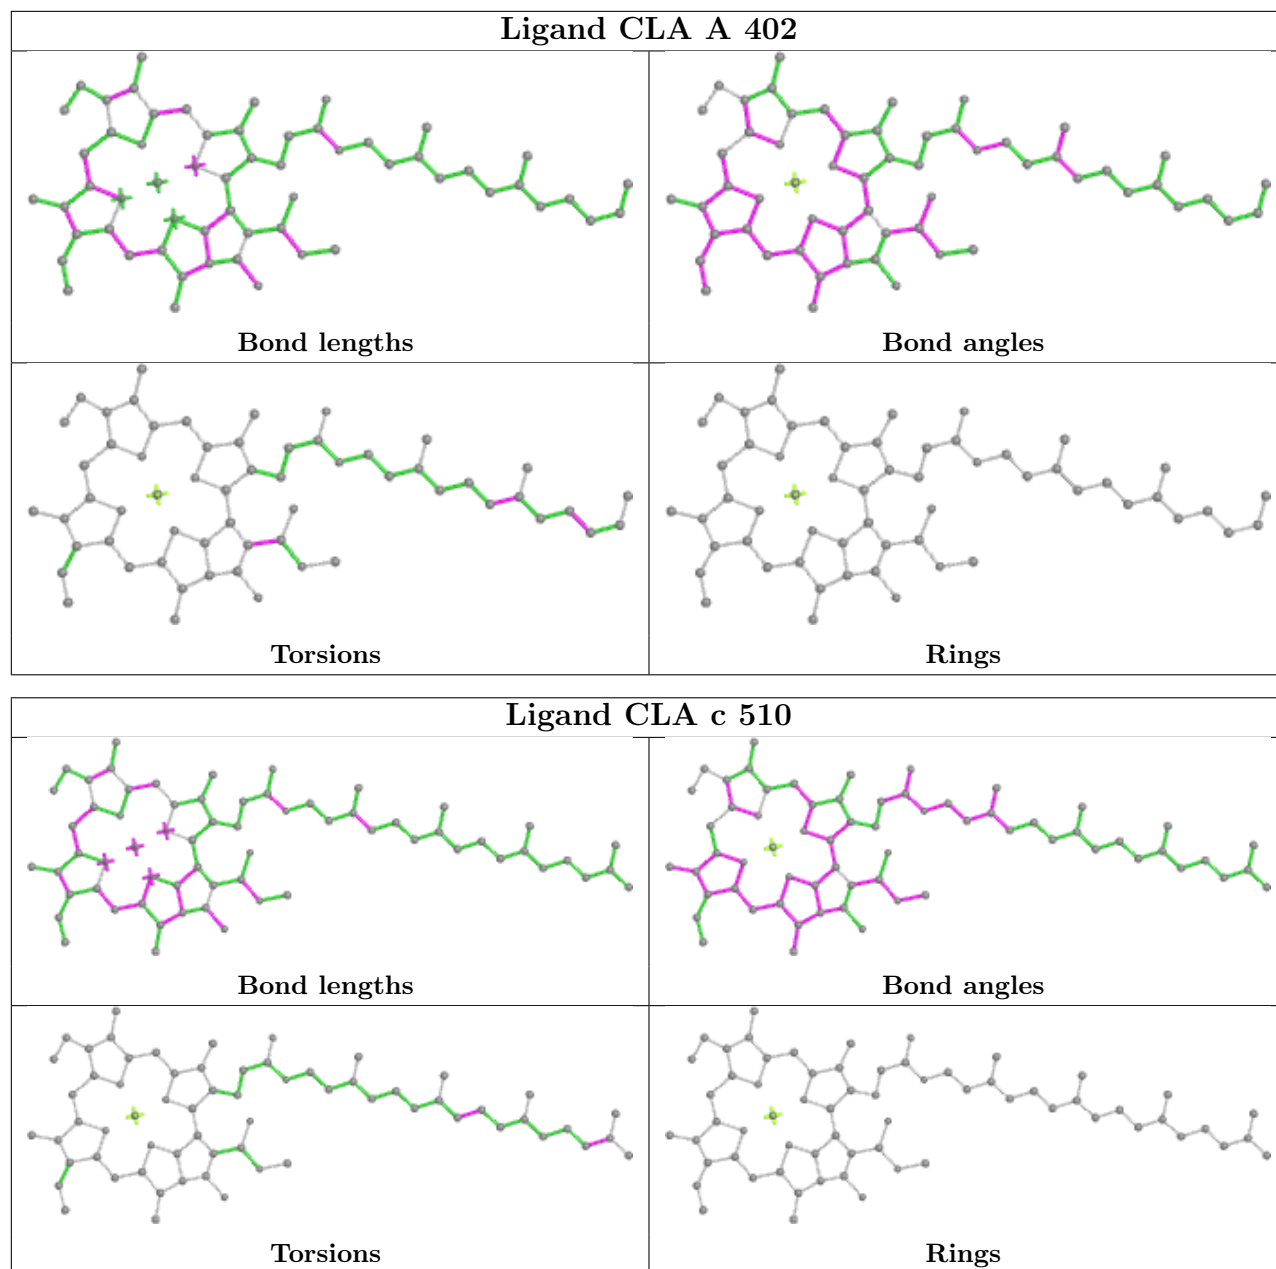 Ligand CLA A 402
Bond lengths
Bond angles
Torsions
Rings
Ligand CLA c 510
Bond lengths
Bond angles
Torsions
Rings